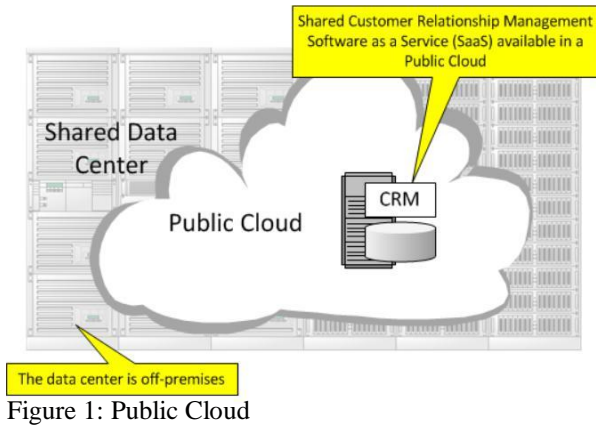 Shared Customer Relationship Management
Software as a Service (SaaS) available in a
Public Cloud
Shared Data
Center
Public Cloud
CRM
The data center is off-premises
Figure 1: Public Cloud